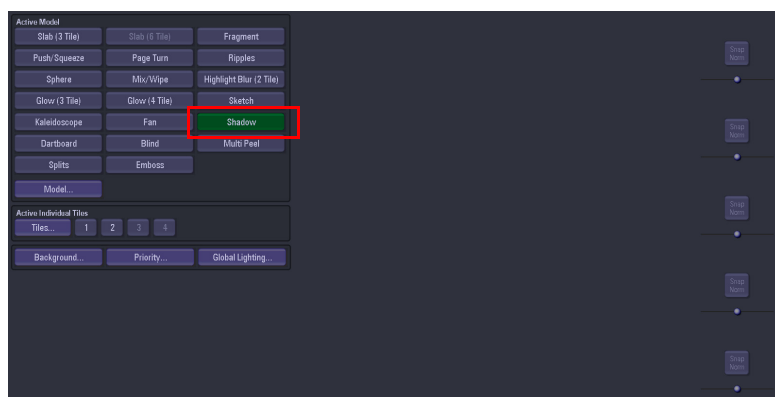 Active Model
Slab (3 Tile) Slab (6 Tile) Fragment
Push/Squeeze Page Turn Ripples
Sphere Mix/Wipe Highlight Blur (2 Tile)
Glow (3 Tile) Glow (4 Tile) Sketch
Kaleidoscope Fan Shadow
Dartboard Blind Multi Peel
Splits Emboss
Model...
Active Individual Tiles
Tiles... 1 2 3 4
Background... Priority... Global Lighting...
Snap
Norm
Snap
Norm
Snap
Norm
Snap
Norm
Snap
Norm